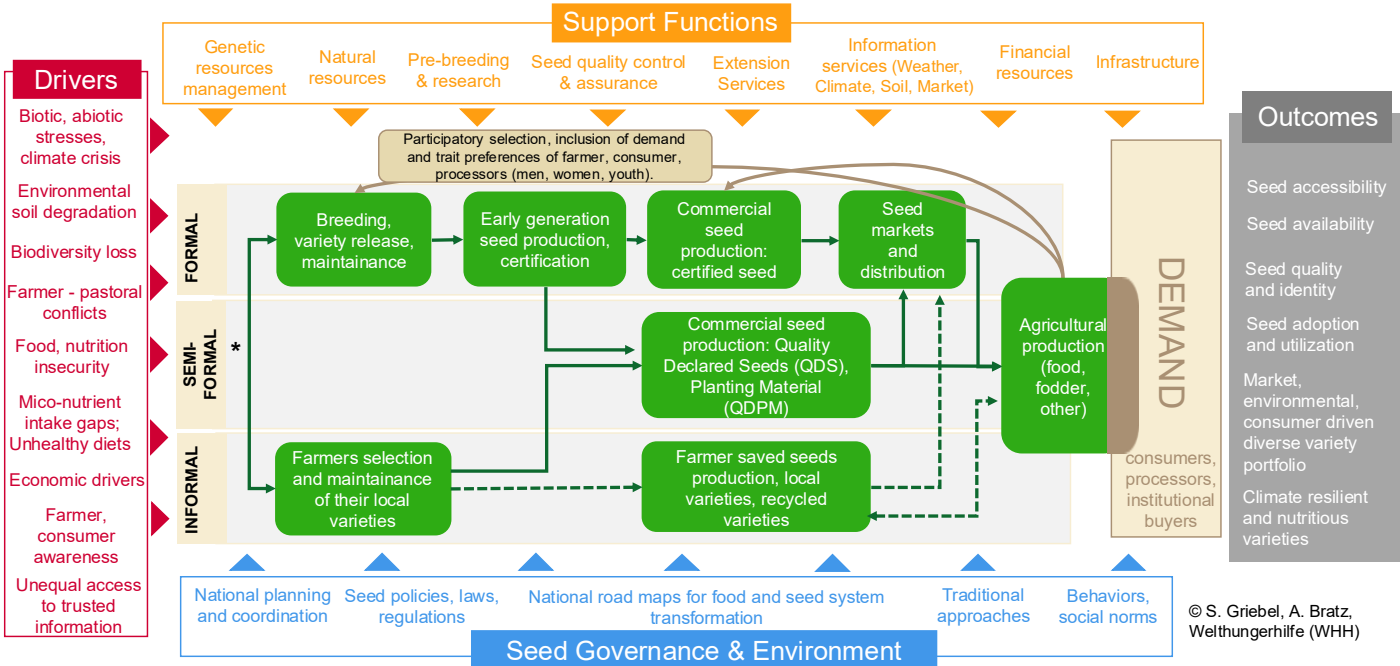 Support Functions
Genetic
resources
management
Natural
resources
Pre-breeding
& research
Seed quality control
& assurance
Extension
Services
Information
services (Weather,
Climate, Soil, Market)
Financial
resources
Infrastructure
Drivers
Biotic, abiotic
stresses,
climate crisis
Environmental
soil degradation
Biodiversity loss
Farmer - pastoral
conflicts
Food, nutrition
insecurity
Mico-nutrient
intake gaps;
Unhealthy diets
Economic drivers
Farmer,
consumer
awareness
Unequal access
to trusted
information
Participatory selection, inclusion of demand
and trait preferences of farmer, consumer,
processors (men, women, youth).
FORMAL
Breeding,
variety release,
maintainance
Early generation
seed production,
certification
Commercial
seed
production:
certified seed
Seed
markets
and
distribution
SEMI-
FORMAL
*
Commercial seed
production: Quality
Declared Seeds (QDS),
Planting Material
(QDPM)
Agricultural
production
(food,
fodder,
other)
INFORMAL
Farmers selection
and maintainance
of their local
varieties
Farmer saved seeds
production, local
varieties, recycled
varieties
DEMAND
consumers,
processors,
institutional
buyers
Outcomes
Seed accessibility
Seed availability
Seed quality
and identity
Seed adoption
and utilization
Market,
environmental,
consumer driven
diverse variety
portfolio
Climate resilient
and nutritious
varieties
National planning
and coordination
Seed policies, laws,
regulations
National road maps for food and seed system
transformation
Traditional
approaches
Behaviors,
social norms
Seed Governance & Environment
© S. Griebel, A. Bratz,
Welthungerhilfe (WHH)